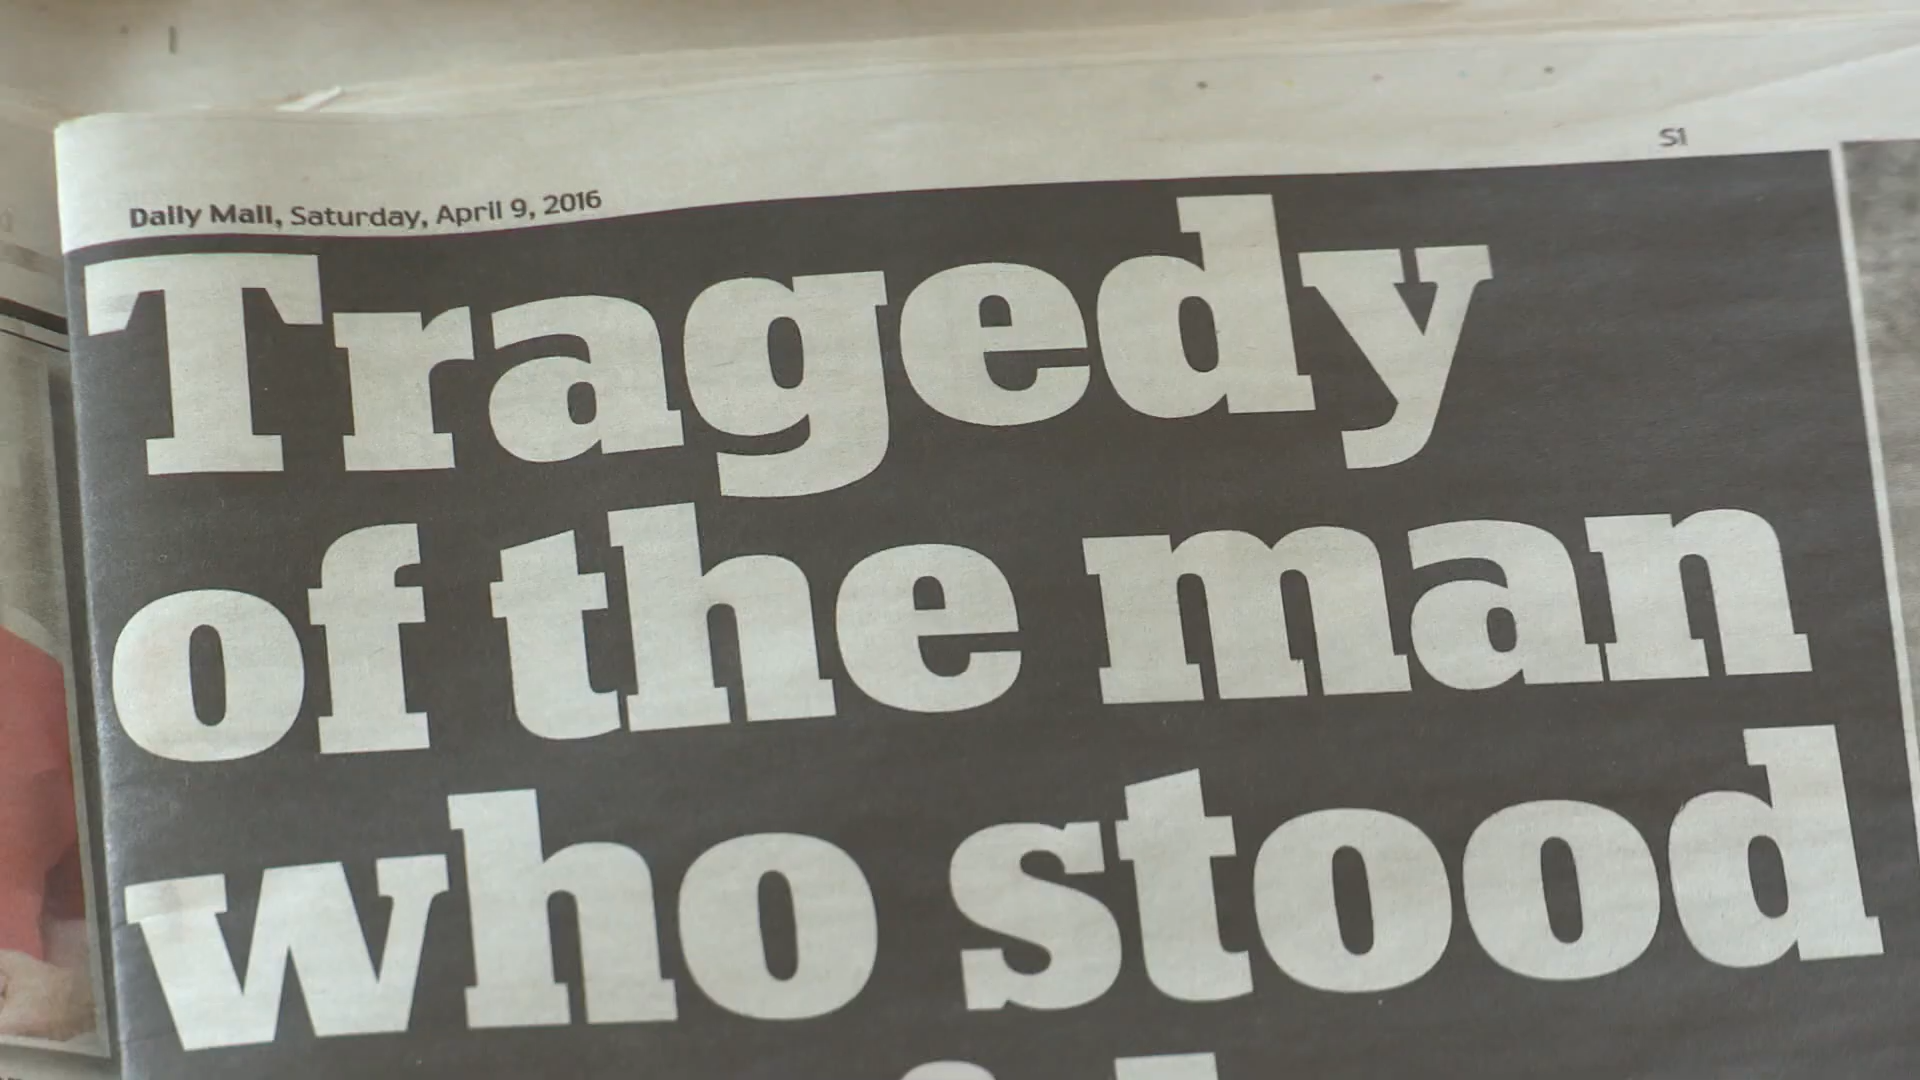 S1
Daily Mail, Saturday, April 9, 2016
Tragedy
of the man
who stood